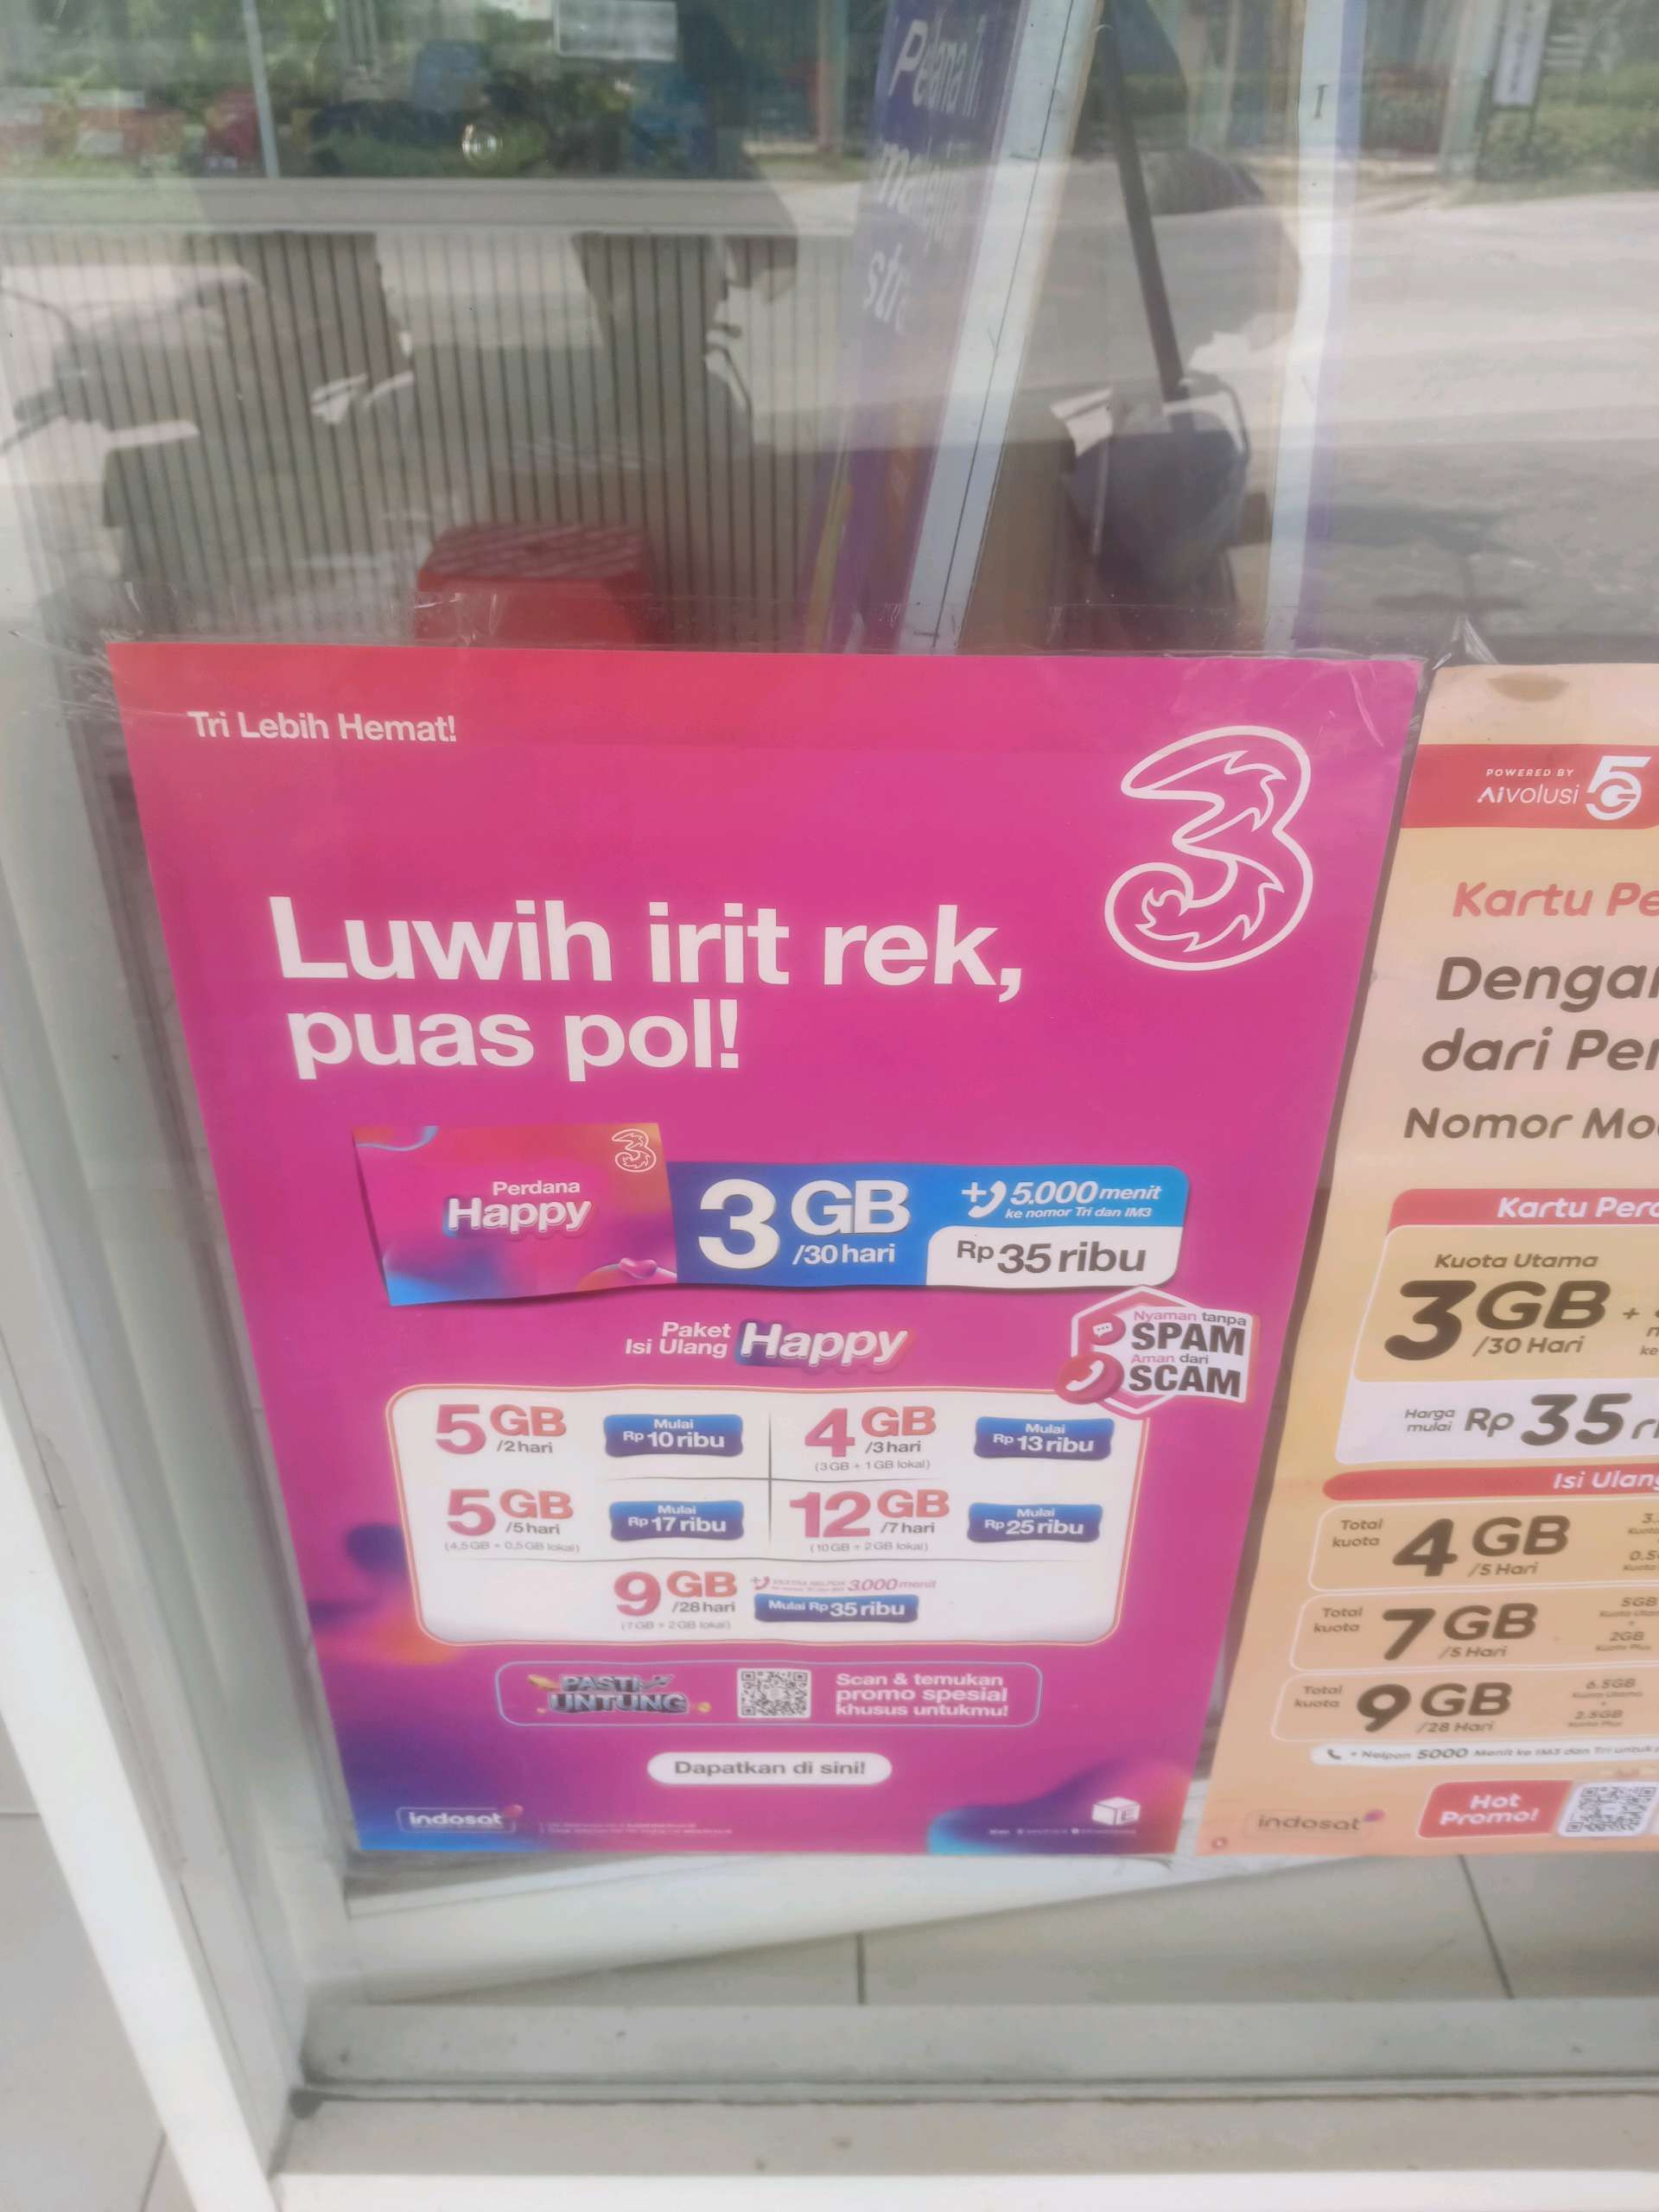 Tri Lebih Hemat!
3
Luwih irit rek,
puas pol!
Perdana
Happy
3 GB
/30 hari
+ 5.000 menit
ke nomor Tri dan IM3
Rp 35 ribu
Paket
Isi Ulang
Happy
Nyaman tanpa
SPAM
Aman dari
SCAM
5 GB
/2 hari
Mulai
Rp 10 ribu
4 GB
/3 hari
(3 GB + 1 GB lokal)
Mulai
Rp 13 ribu
5 GB
/5 hari
(4,5 GB + 0,5 GB lokal)
Mulai
Rp 17 ribu
12 GB
/7 hari
(10 GB + 2 GB lokal)
Mulai
Rp 25 ribu
9 GB
/28 hari
(7 GB + 2 GB lokal)
3.000 menit
Mulai Rp 35 ribu
PASTI
UNTUNG
Scan & temukan
promo spesial
khusus untukmu!
Dapatkan di sini!
indosat
POWERED BY
AIvolusi 5G
Kartu
dari
Nomor
Kartu
Kuota Utama
3 GB +
/30 Hari
Harga
mulai
Rp 35
Isi
Total
kuota
4 GB
/5 Hari
Total
kuota
7 GB
/5 Hari
5GB
2GB
Total
kuota
9 GB
/28 Hari
6.5GB
2.5GB
+ Nelpon 5000 Menit ke IM3 dan Tri
Hot
Promo!
indosat